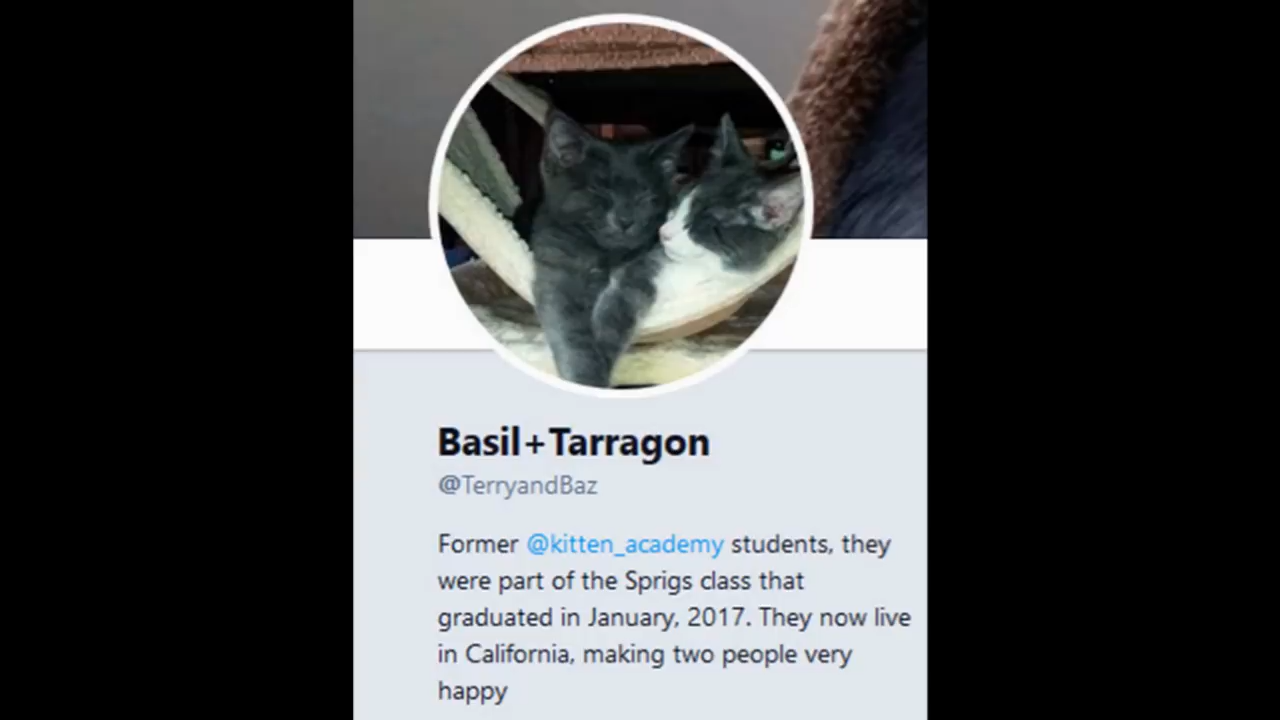 Basil+Tarragon
@TerryandBaz
Former @kitten_academy students, they
were part of the Sprigs class that
graduated in January, 2017. They now live
in California, making two people very
happy